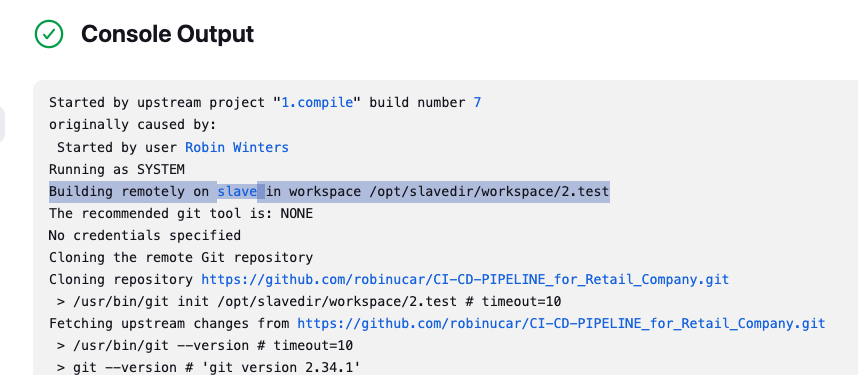 Console Output
Started by upstream project "1.compile" build number 7
originally caused by:
Started by user Robin Winters
Running as SYSTEM
Building remotely on slave in workspace /opt/slavedir/workspace/2.test
The recommended git tool is: NONE
No credentials specified
Cloning the remote Git repository
Cloning repository https://github.com/robinucar/CI-CD-PIPELINE_for_Retail_Company.git
> /usr/bin/git init /opt/slavedir/workspace/2.test # timeout=10
Fetching upstream changes from https://github.com/robinucar/CI-CD-PIPELINE_for_Retail_Company.git
> /usr/bin/git --version # timeout=10
> git --version # 'git version 2.34.1'